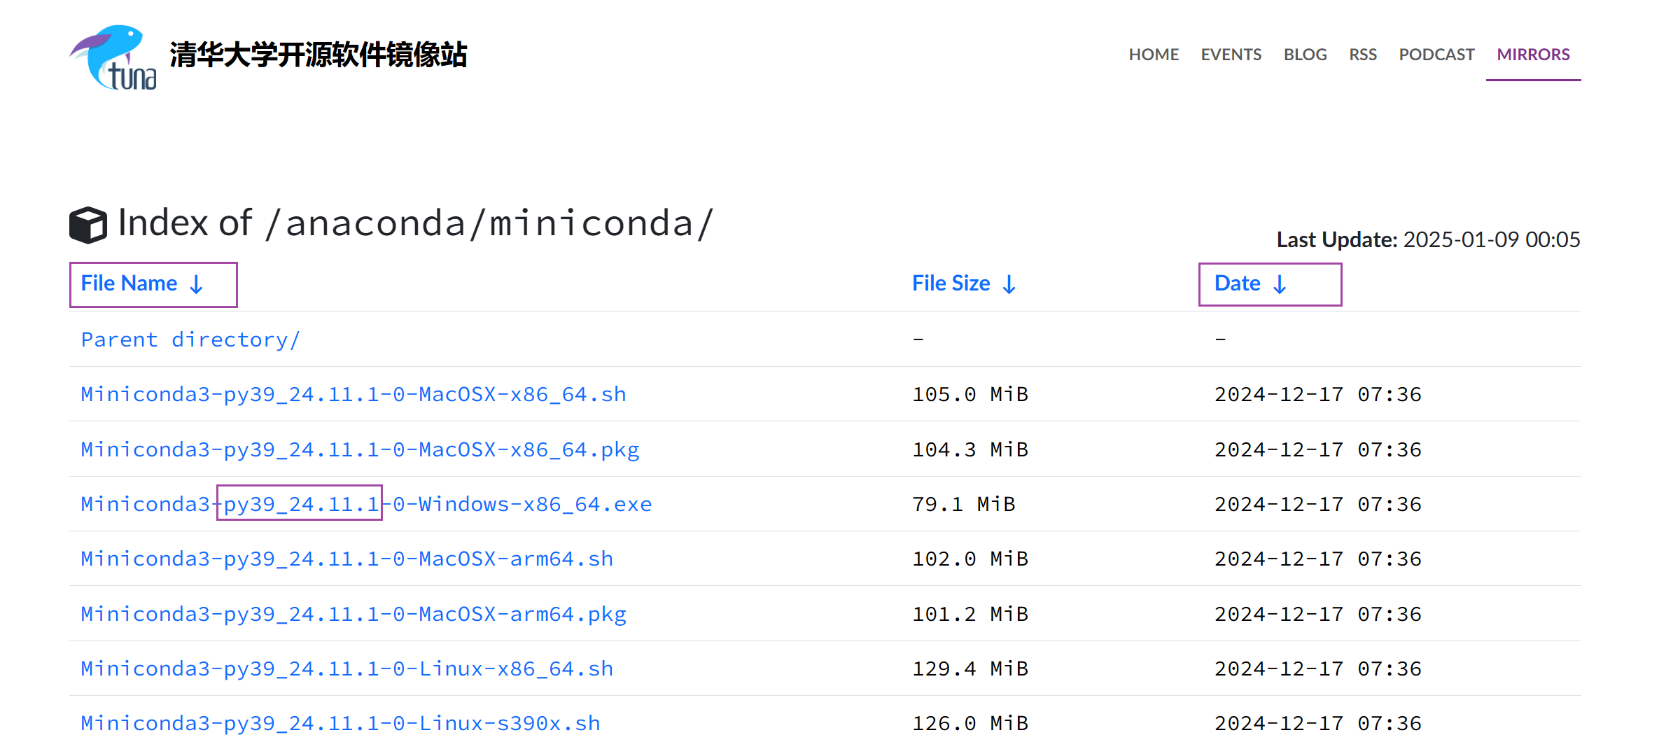 tuna 清华大学开源软件镜像站 HOME EVENTS BLOG RSS PODCAST MIRRORS
Index of /anaconda/miniconda/
Last Update: 2025-01-09 00:05
File Name ↓ File Size ↓ Date ↓
Parent directory/ - -
Miniconda3-py39_24.11.1-0-MacOSX-x86_64.sh 105.0 MiB 2024-12-17 07:36
Miniconda3-py39_24.11.1-0-MacOSX-x86_64.pkg 104.3 MiB 2024-12-17 07:36
Miniconda3-py39_24.11.1-0-Windows-x86_64.exe 79.1 MiB 2024-12-17 07:36
Miniconda3-py39_24.11.1-0-MacOSX-arm64.sh 102.0 MiB 2024-12-17 07:36
Miniconda3-py39_24.11.1-0-MacOSX-arm64.pkg 101.2 MiB 2024-12-17 07:36
Miniconda3-py39_24.11.1-0-Linux-x86_64.sh 129.4 MiB 2024-12-17 07:36
Miniconda3-py39_24.11.1-0-Linux-s390x.sh 126.0 MiB 2024-12-17 07:36